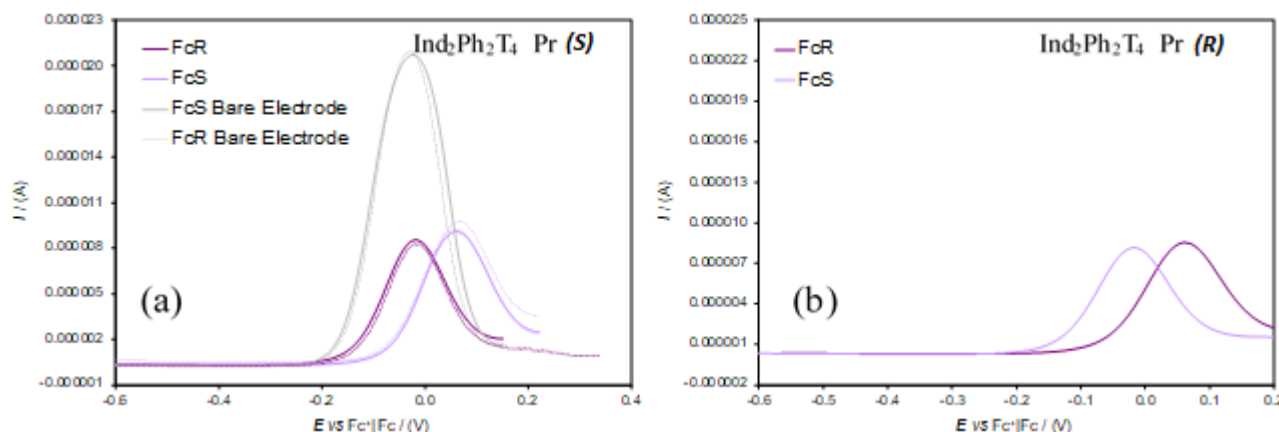 Ind2Ph2T4 Pr (S)
FcR
FcS
FcS Bare Electrode
FcR Bare Electrode
0.000023
0.000020
0.000017
0.000014
0.000011
0.000008
0.000005
0.000002
-0.000001
I / (A)
(a)
-0.6
-0.4
-0.2
0.0
0.2
0.4
E vs Fc+|Fc / (V)
Ind2Ph2T4 Pr (R)
FcR
FcS
0.000025
0.000022
0.000019
0.000016
0.000013
0.000010
0.000007
0.000004
0.000001
-0.000002
I / (A)
(b)
-0.6
-0.5
-0.4
-0.3
-0.2
-0.1
0.0
0.1
0.2
E vs Fc+|Fc / (V)